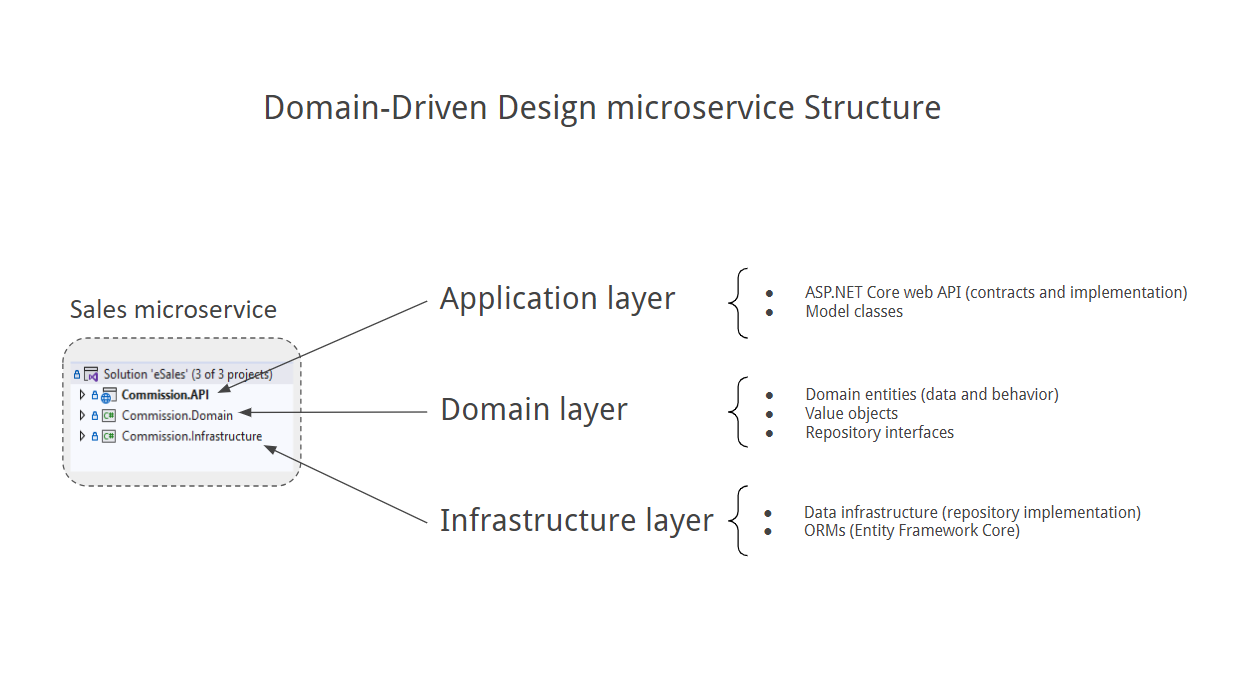 Domain-Driven Design microservice Structure
Sales microservice
Solution 'eSales' (3 of 3 projects)
Commission.API
C# Commission.Domain
C# Commission.Infrastructure
Application layer
● ASP.NET Core web API (contracts and implementation)
● Model classes
Domain layer
● Domain entities (data and behavior)
● Value objects
● Repository interfaces
Infrastructure layer
● Data infrastructure (repository implementation)
● ORMs (Entity Framework Core)